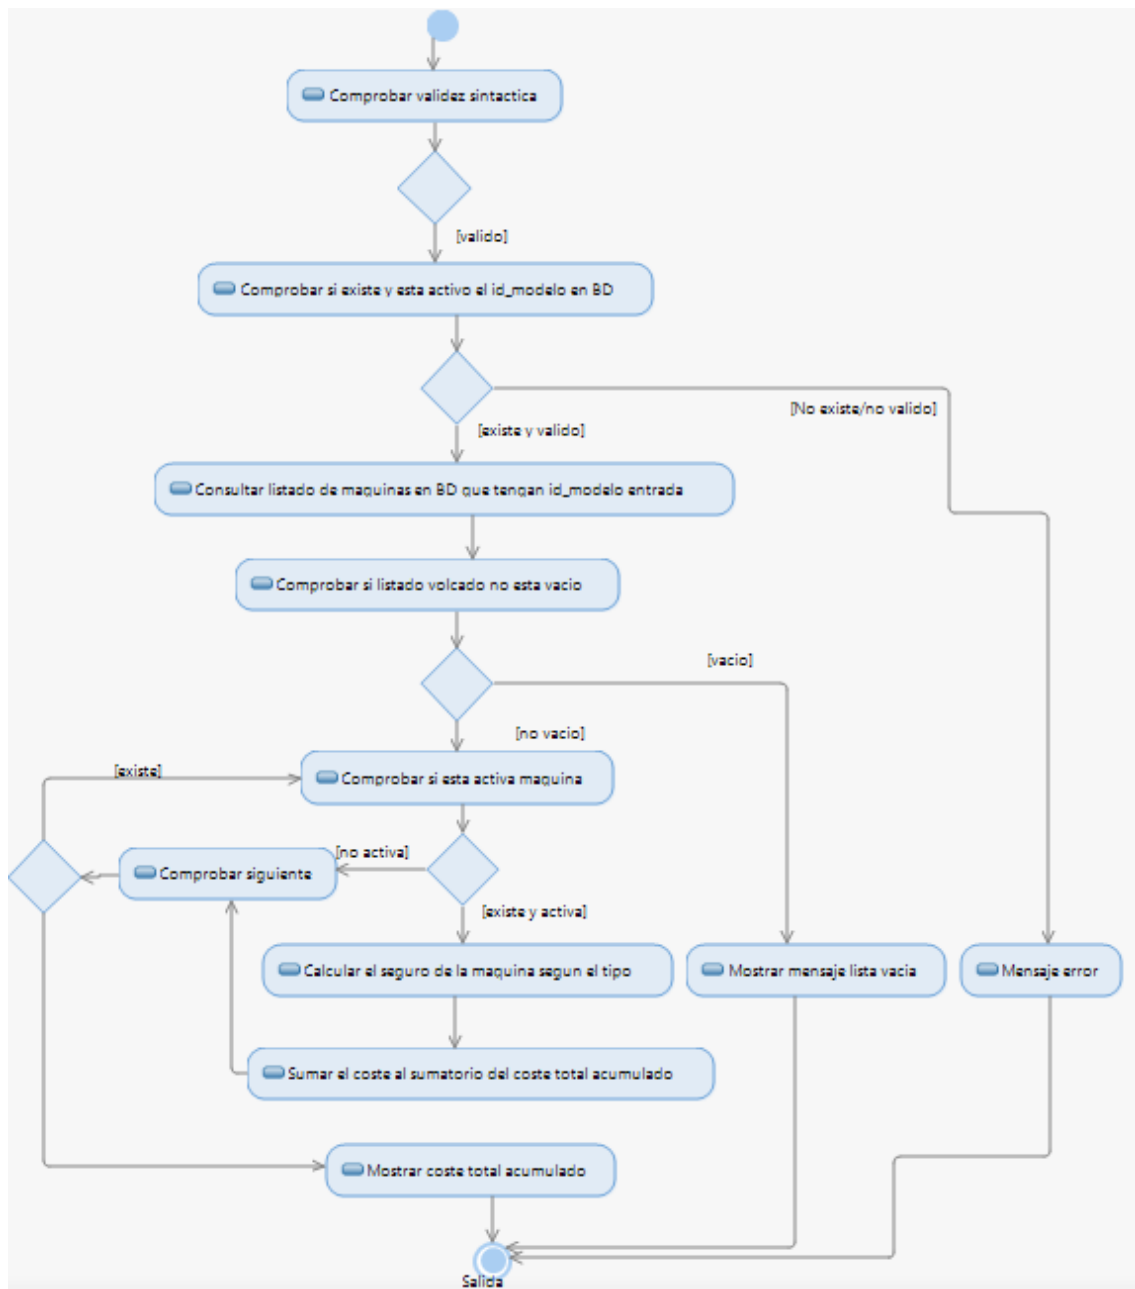 Comprobar validez sintactica
[valido]
Comprobar si existe y esta activo el id_modelo en BD
[No existe/no valido]
[existe y valido]
Consultar listado de maquinas en BD que tengan id_modelo entrada
Comprobar si listado volcado no esta vacio
[vacio]
[no vacio]
[existe]
Comprobar si esta activa maquina
[no activa]
Comprobar siguiente
[existe y activa]
Calcular el seguro de la maquina segun el tipo
Mostrar mensaje lista vacia
Mensaje error
Sumar el coste al sumatorio del coste total acumulado
Mostrar coste total acumulado
Salida